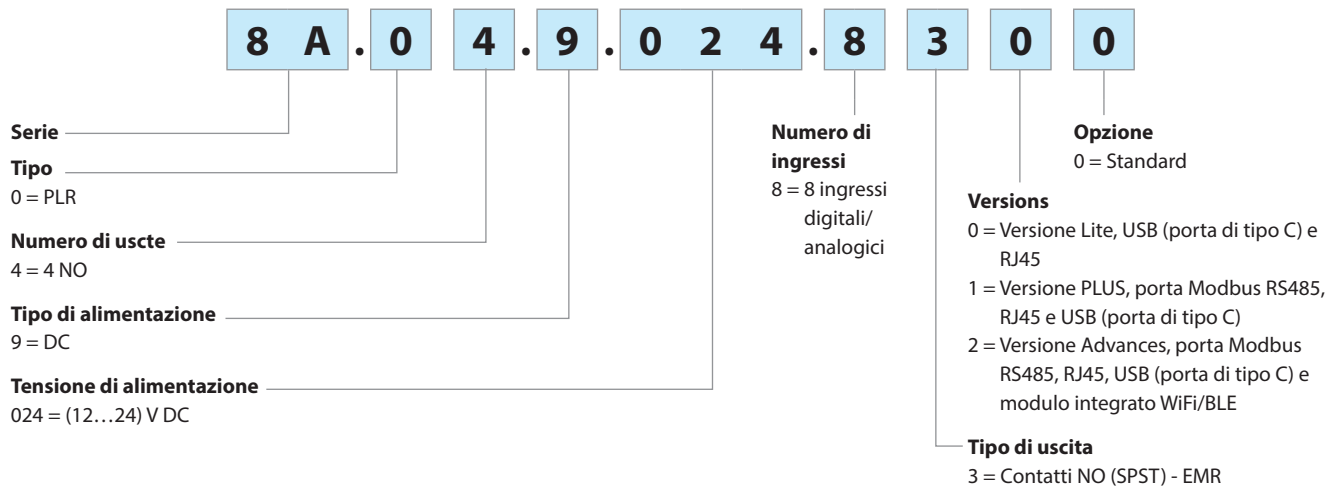 8 A . 0 4 . 9 . 0 2 4 . 8 3 0 0
Serie
Tipo
0 = PLR
Numero di uscte
4 = 4 NO
Tipo di alimentazione
9 = DC
Tensione di alimentazione
024 = (12…24) V DC
Numero di
ingressi
8 = 8 ingressi
digitali/
analogici
Opzione
0 = Standard
Versions
0 = Versione Lite, USB (porta di tipo C) e
RJ45
1 = Versione PLUS, porta Modbus RS485,
RJ45 e USB (porta di tipo C)
2 = Versione Advances, porta Modbus
RS485, RJ45, USB (porta di tipo C) e
modulo integrato WiFi/BLE
Tipo di uscita
3 = Contatti NO (SPST) - EMR